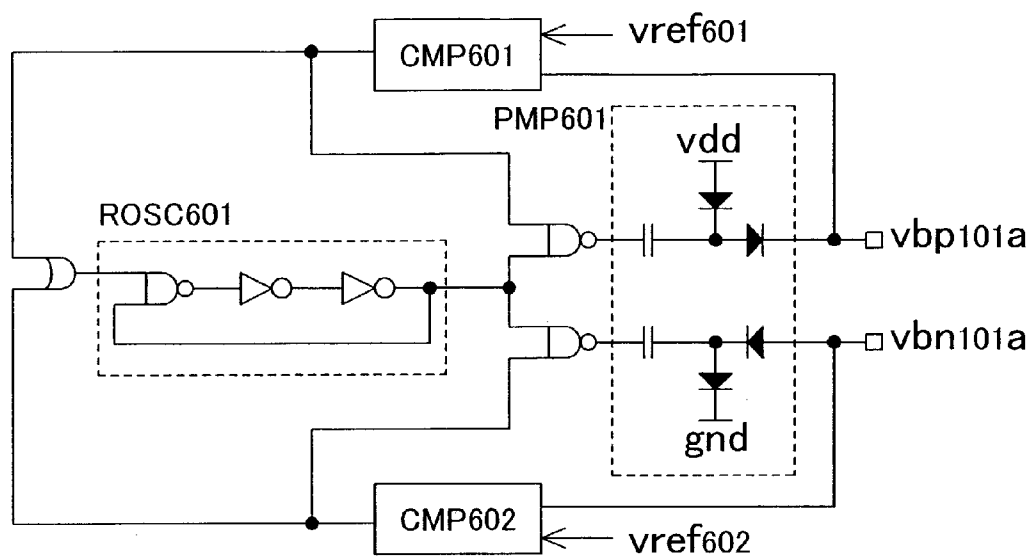 vref601
CMP601
PMP601
vdd
ROSC601
vbp101a
vbn101a
gnd
CMP602
vref602